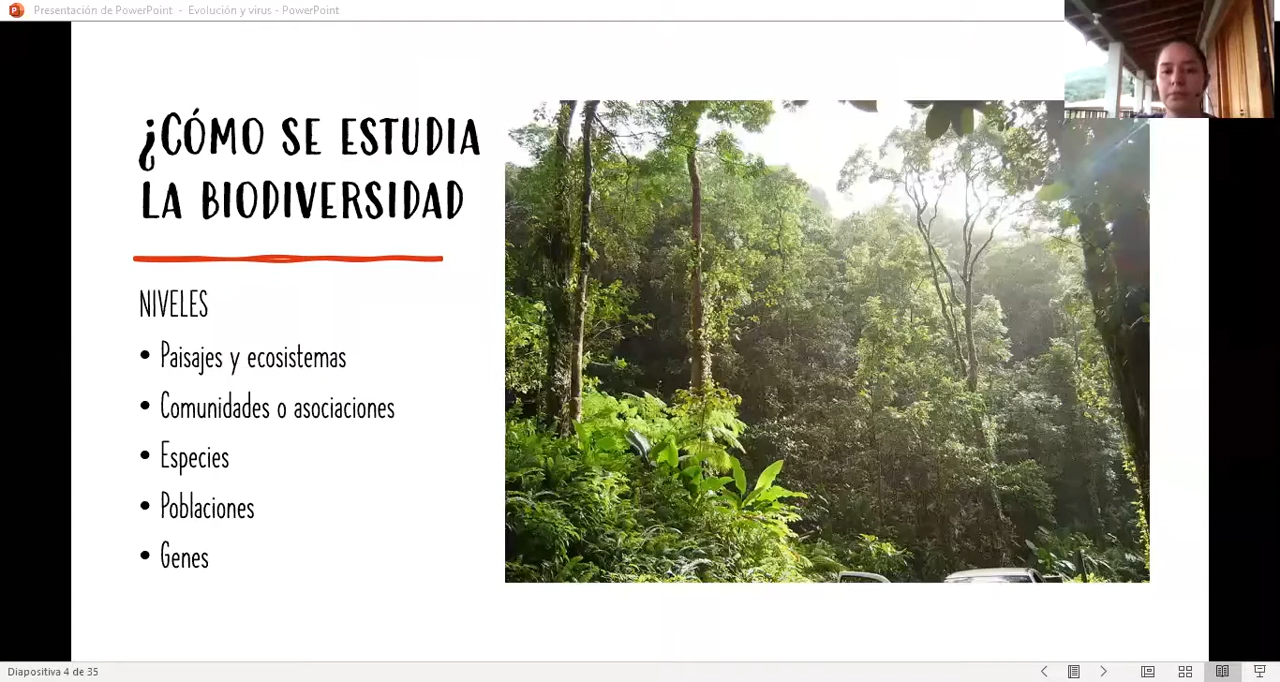 Presentación de PowerPoint - Evolución y virus - PowerPoint
¿CÓMO SE ESTUDIA
LA BIODIVERSIDAD
NIVELES
• Paisajes y ecosistemas
• Comunidades o asociaciones
• Especies
• Poblaciones
• Genes
Diapositiva 4 de 35